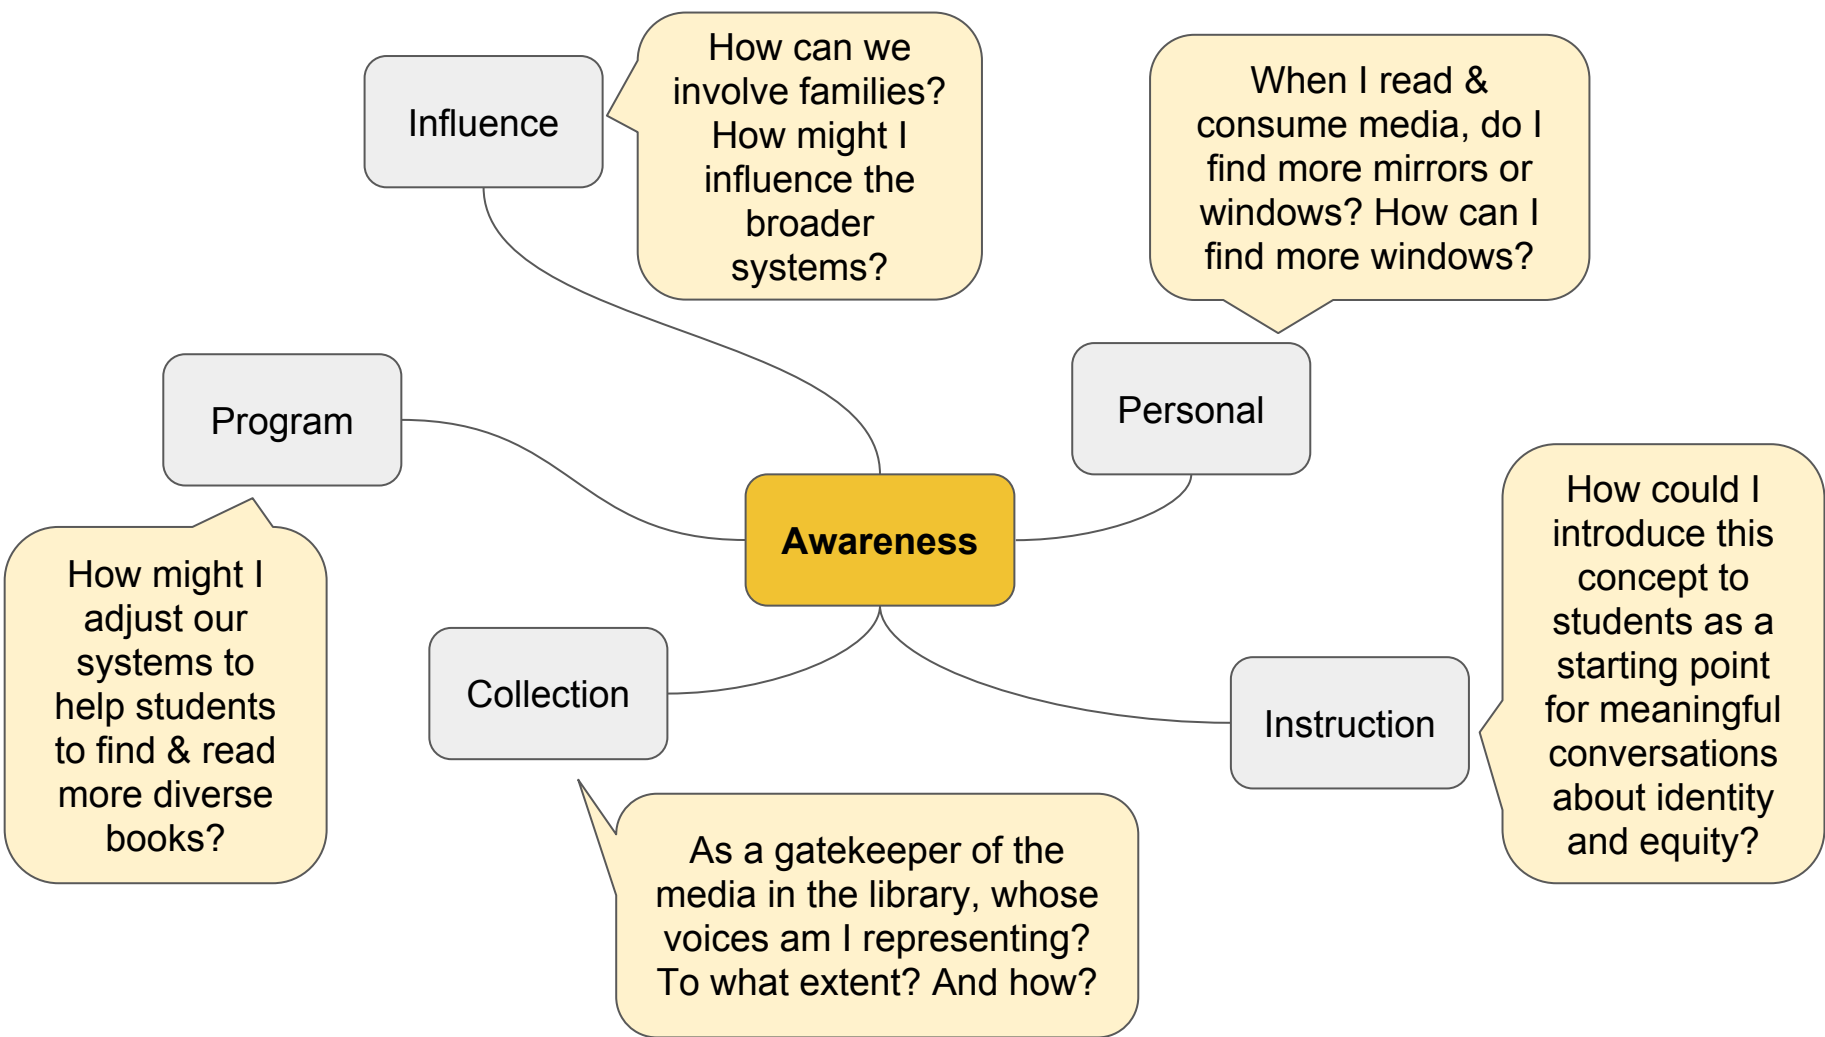 Influence
How can we
involve families?
How might I
influence the
broader
systems?
When I read &
consume media, do I
find more mirrors or
windows? How can I
find more windows?
Program
Personal
Awareness
How might I
adjust our
systems to
help students
to find & read
more diverse
books?
Collection
Instruction
How could I
introduce this
concept to
students as a
starting point
for meaningful
conversations
about identity
and equity?
As a gatekeeper of the
media in the library, whose
voices am I representing?
To what extent? And how?